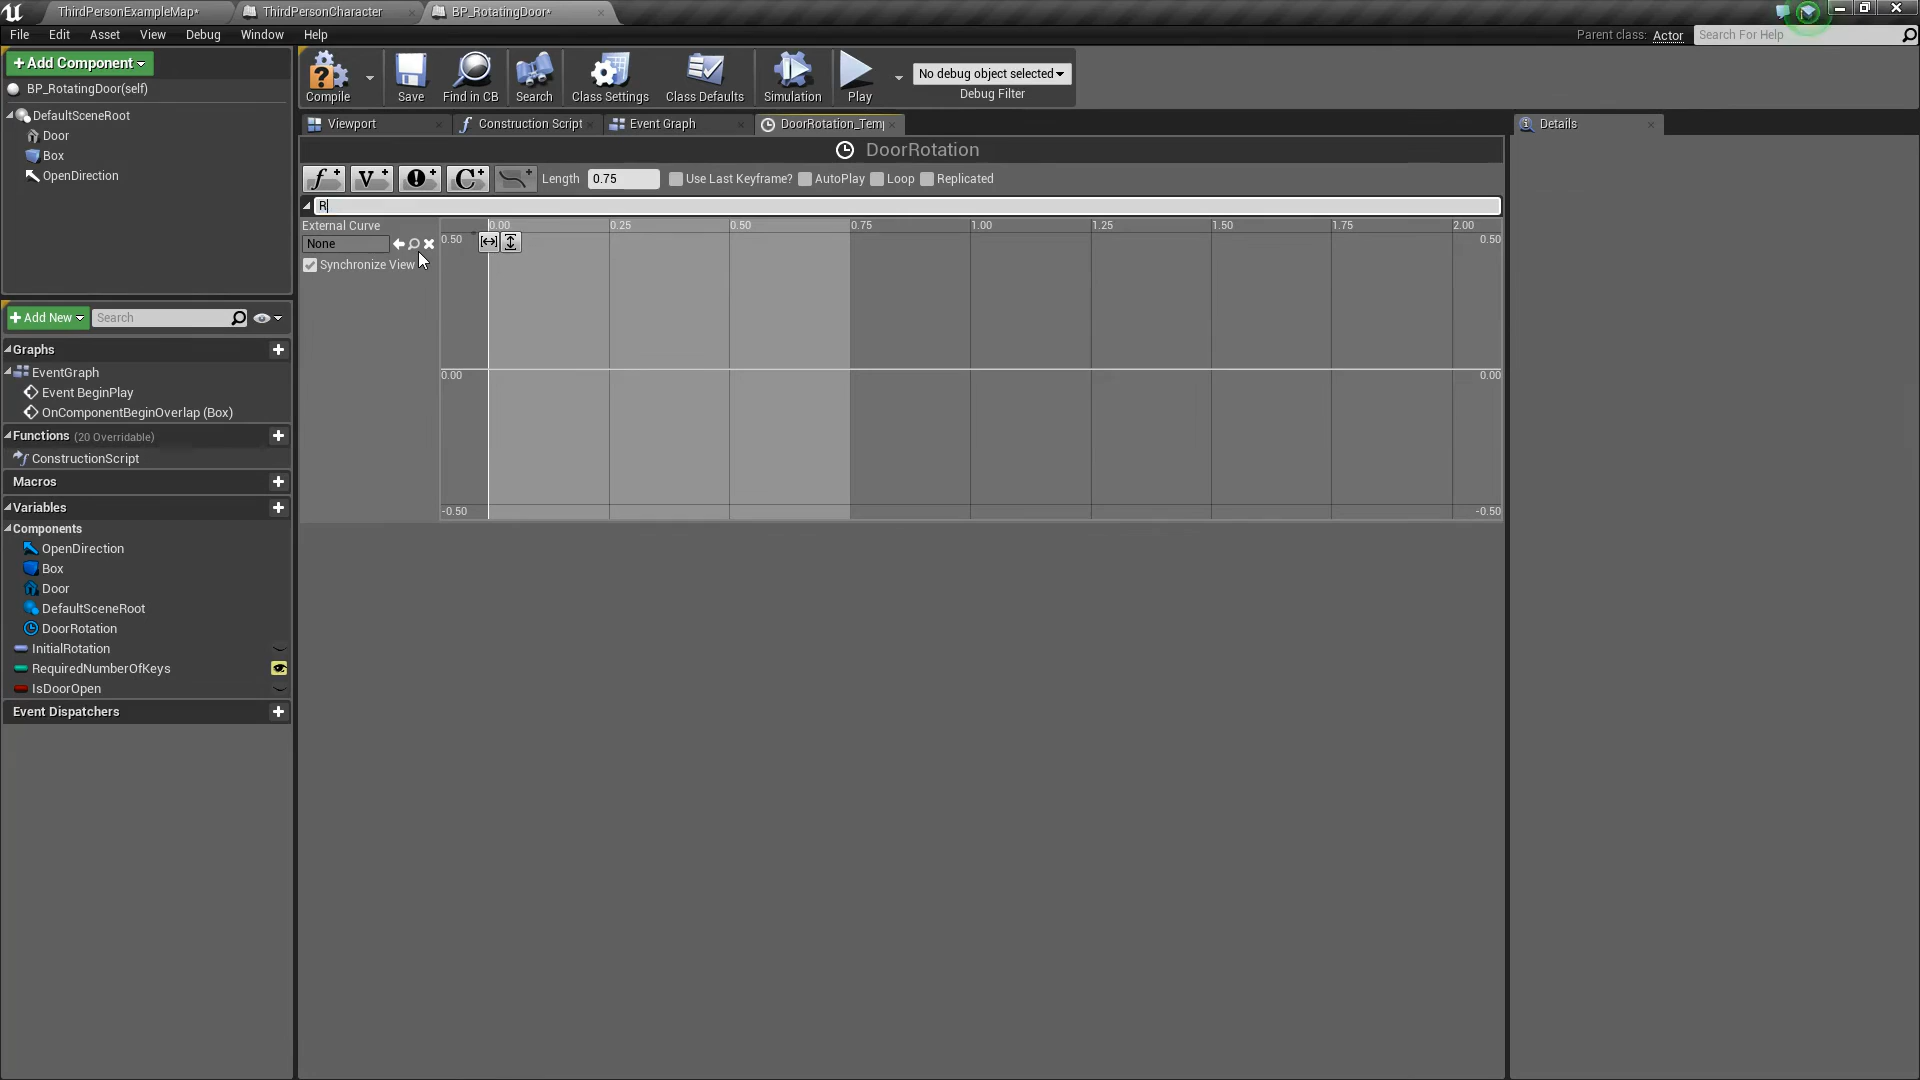 ThirdPersonExampleMap*
ThirdPersonCharacter
BP_RotatingDoor*
File Edit Asset View Debug Window Help
Parent class: Actor
Search For Help
+Add Component
BP_RotatingDoor(self)
Compile
Save
Find in CB
Search
Class Settings
Class Defaults
Simulation
Play
No debug object selected
Debug Filter
DefaultSceneRoot
Door
Box
OpenDirection
Viewport
Construction Script
Event Graph
DoorRotation_Temp
Details
DoorRotation
f+ V+ !+ C+
Length 0.75
Use Last Keyframe?
AutoPlay
Loop
Replicated
R
External Curve
None
Synchronize View
0.00 0.25 0.50 0.75 1.00 1.25 1.50 1.75 2.00
0.50 0.50
0.00 0.00
-0.50 -0.50
+Add New
Search
Graphs
EventGraph
Event BeginPlay
OnComponentBeginOverlap (Box)
Functions (20 Overridable)
ConstructionScript
Macros
Variables
Components
OpenDirection
Box
Door
DefaultSceneRoot
DoorRotation
InitialRotation
RequiredNumberOfKeys
IsDoorOpen
Event Dispatchers